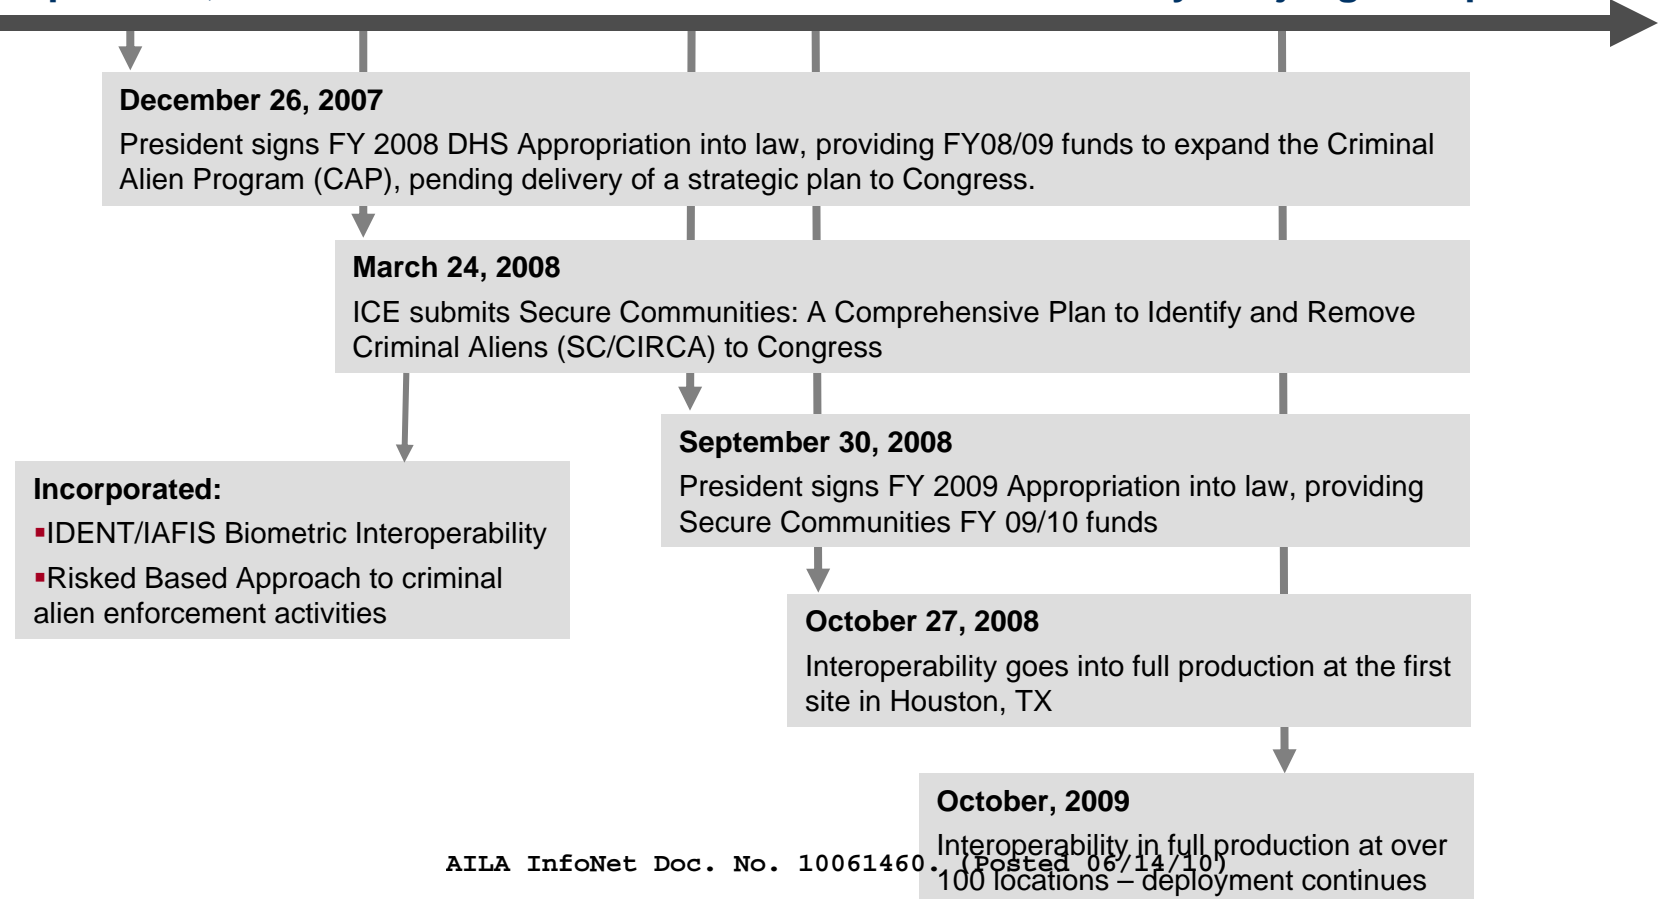 December 26, 2007
President signs FY 2008 DHS Appropriation into law, providing FY08/09 funds to expand the Criminal
Alien Program (CAP), pending delivery of a strategic plan to Congress.
March 24, 2008
ICE submits Secure Communities: A Comprehensive Plan to Identify and Remove
Criminal Aliens (SC/CIRCA) to Congress
Incorporated:
▪IDENT/IAFIS Biometric Interoperability
▪Risked Based Approach to criminal
alien enforcement activities
September 30, 2008
President signs FY 2009 Appropriation into law, providing
Secure Communities FY 09/10 funds
October 27, 2008
Interoperability goes into full production at the first
site in Houston, TX
October, 2009
Interoperability in full production at over
100 locations – deployment continues
AILA InfoNet Doc. No. 10061460. (Posted 06/14/10)